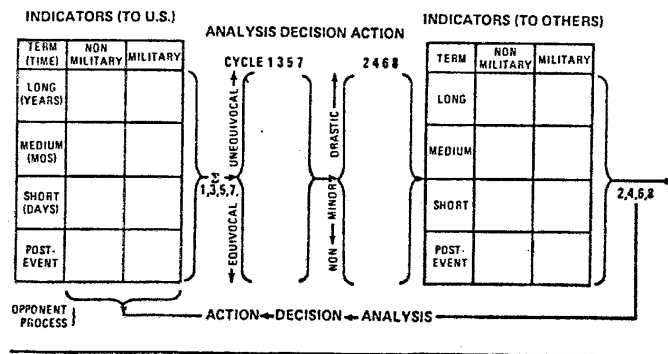 INDICATORS (TO U.S.)
ANALYSIS DECISION ACTION
INDICATORS (TO OTHERS)
TERM (TIME)
NON MILITARY
MILITARY
LONG (YEARS)
MEDIUM (MOS)
SHORT (DAYS)
POST-EVENT
Σ
1,3,5,7,
CYCLE 1 3 5 7
UNEQUIVOCAL
EQUIVOCAL
2 4 6 8
DRASTIC
MINOR
NON
TERM
NON MILITARY
MILITARY
LONG
MEDIUM
SHORT
POST-EVENT
2,4,6,8
OPPONENT PROCESS
ACTION
DECISION
ANALYSIS